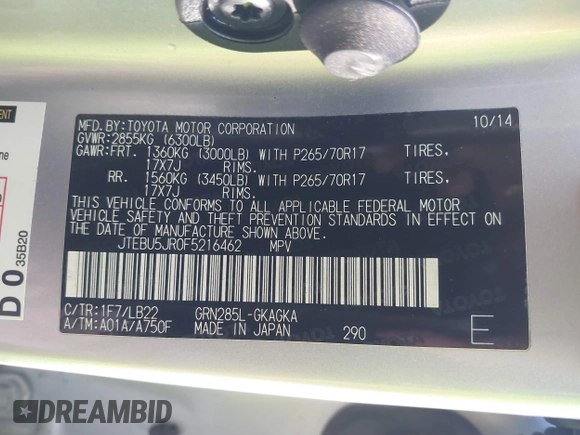 MFD. BY:TOYOTA MOTOR CORPORATION 10/14
GVWR:2855KG (6300LB)
GAWR:FRT. 1360KG (3000LB) WITH P265/70R17 TIRES,
17X7J RIMS.
RR. 1560KG (3450LB) WITH P265/70R17 TIRES,
17X7J RIMS.
THIS VEHICLE CONFORMS TO ALL APPLICABLE FEDERAL MOTOR
VEHICLE SAFETY AND THEFT PREVENTION STANDARDS IN EFFECT ON
THE DATE OF MANUFACTURE SHOWN ABOVE.
JTEBU5JR0F5216462 MPV
C/TR:1F7/LB22 GRN285L-GKAGKA
A/TM:A01A/A750F MADE IN JAPAN 290 E
D 0
35B20
DREAMBID